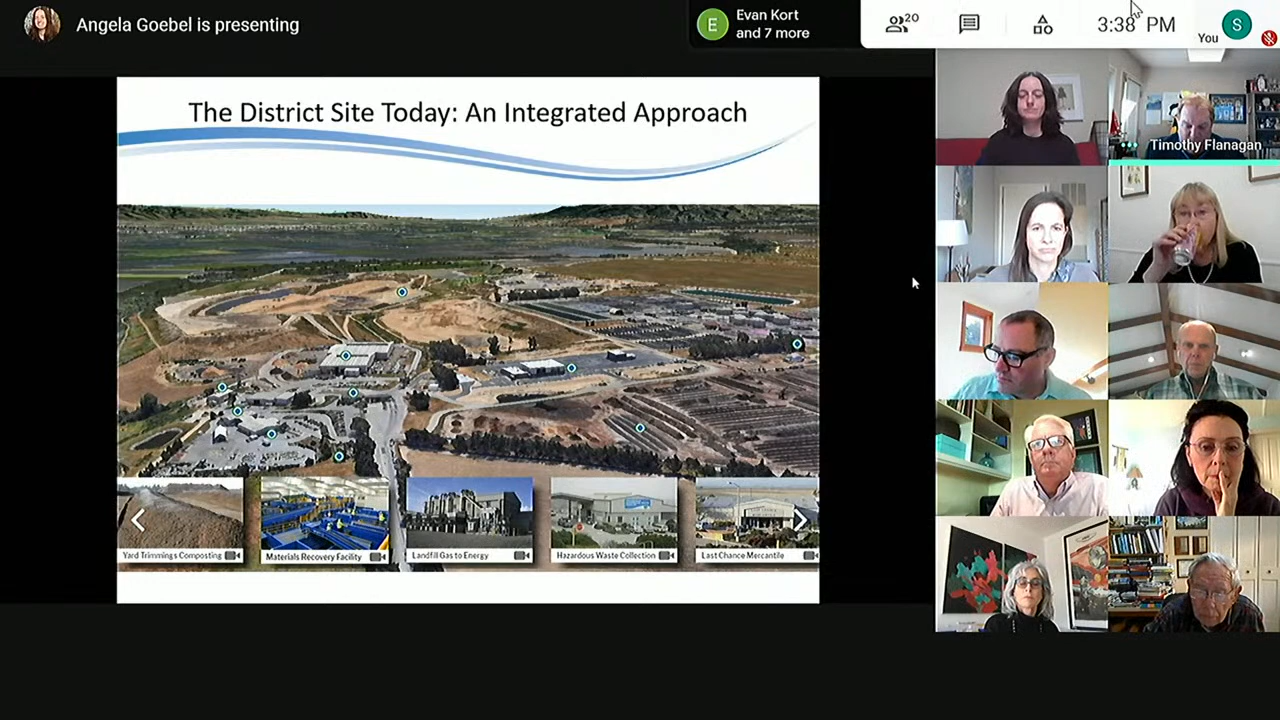 Angela Goebel is presenting
E
Evan Kort
and 7 more
20
3:38 PM
You
S
The District Site Today: An Integrated Approach
Timothy Flanagan
Yard Trimmings Composting
Materials Recovery Facility
Landfill Gas to Energy
Hazardous Waste Collection
Last Chance Mercantile